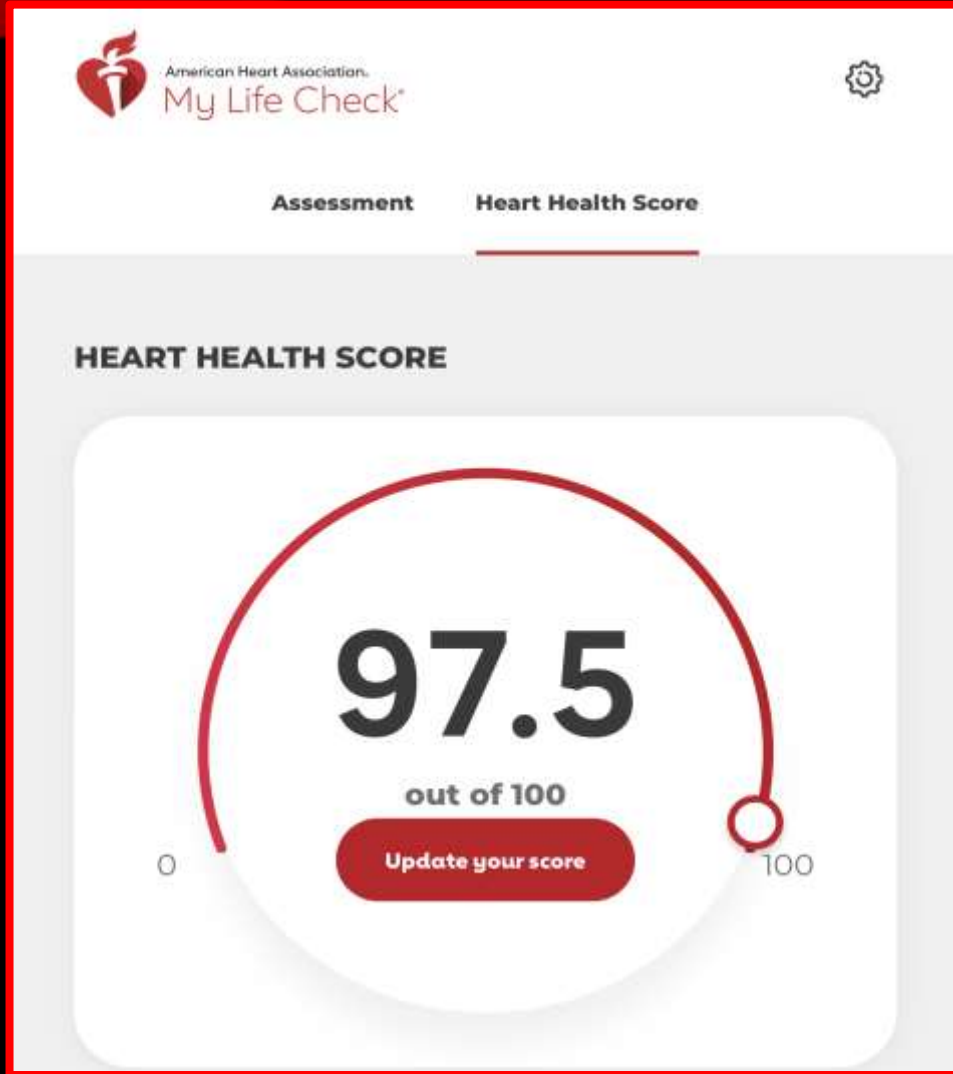 American Heart Association.
My Life Check®
Assessment Heart Health Score
HEART HEALTH SCORE
97.5
out of 100
Update your score
0 100